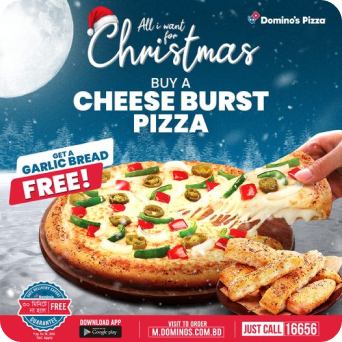 Domino's Pizza
All i want
for
Christmas
BUY A
CHEESE BURST
PIZZA
GET A
GARLIC BREAD
FREE!
FREE
GUARANTEE
DOWNLOAD APP
Google play
VISIT TO ORDER
M.DOMINOS.COM.BD
JUST CALL 16656